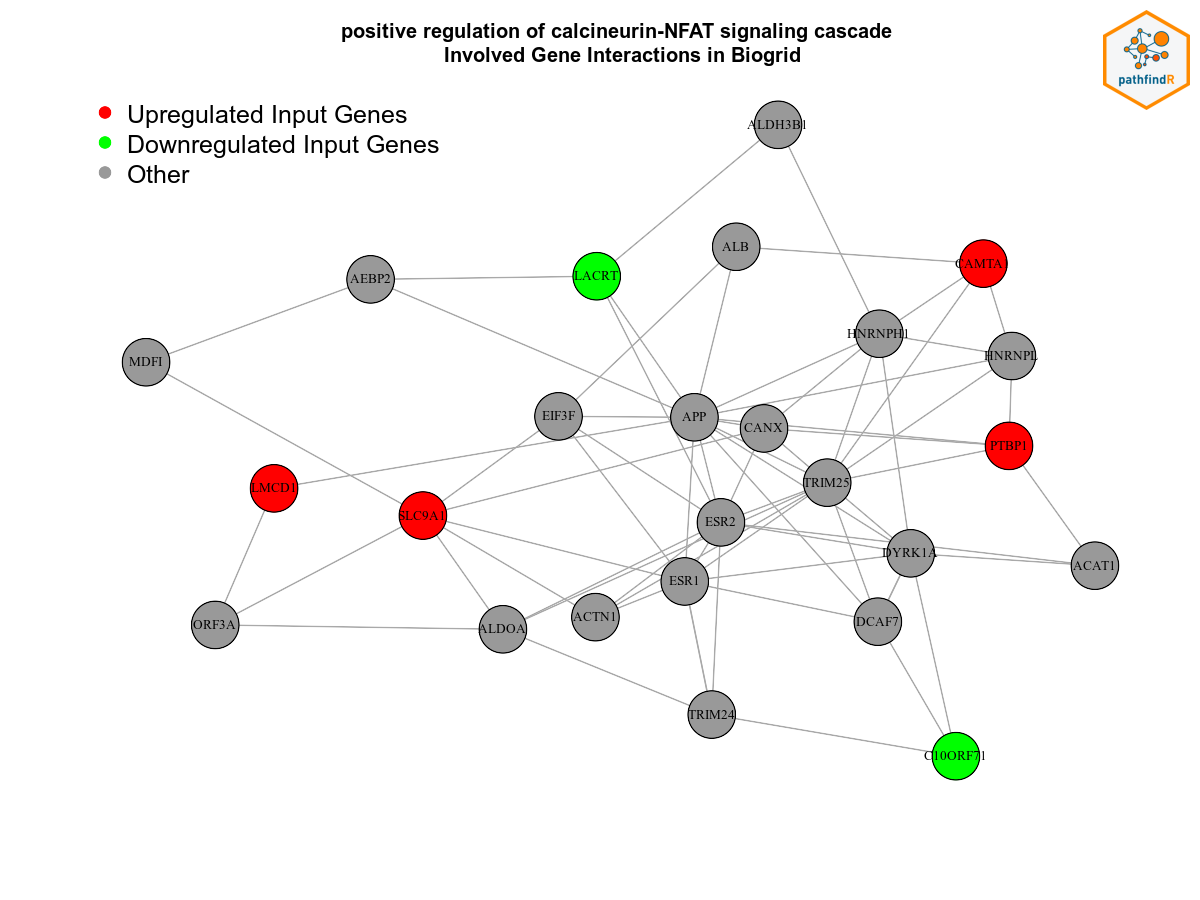 positive regulation of calcineurin-NFAT signaling cascade
Involved Gene Interactions in Biogrid
pathfindR
Upregulated Input Genes
Downregulated Input Genes
Other
ALDH3B1
ALB
CAMTA1
AEBP2
LACRT
HNRNPH1
HNRNPL
MDFI
EIF3F
APP
CANX
PTBP1
LMCD1
TRIM25
SLC9A1
ESR2
DYRK1A
ACAT1
ESR1
ORF3A
ALDOA
ACTN1
DCAF7
TRIM24
C10ORF71